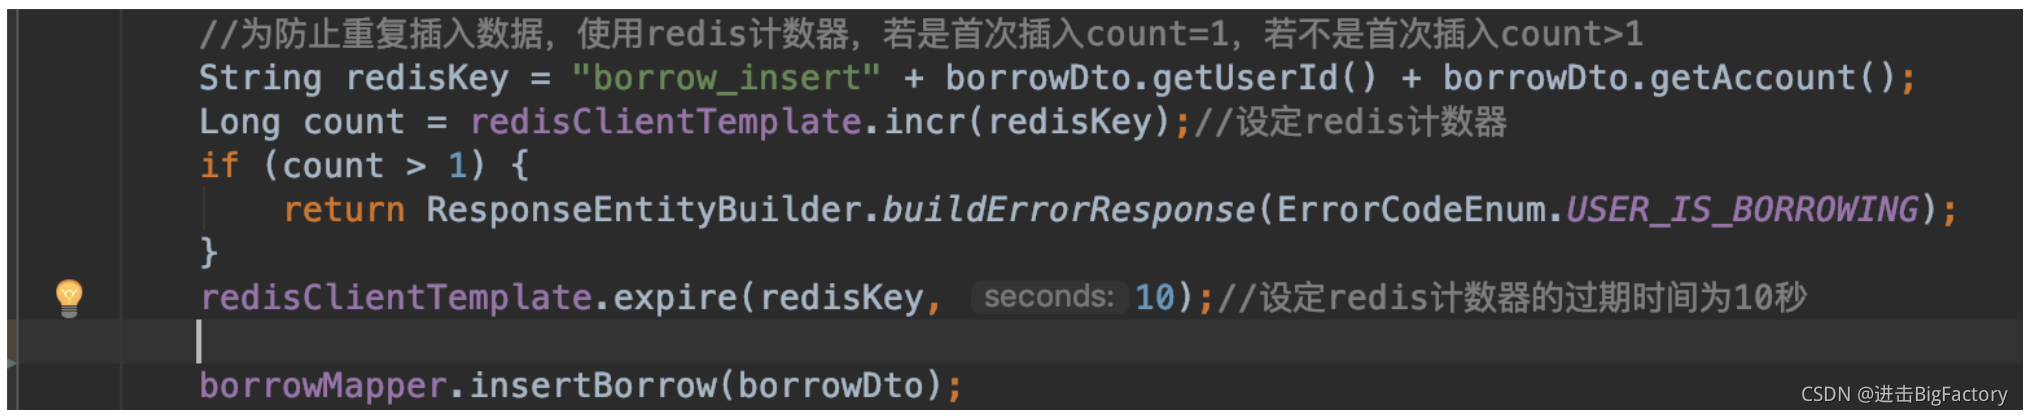 //为防止重复插入数据，使用redis计数器，若是首次插入count=1，若不是首次插入count>1
String redisKey = "borrow_insert" + borrowDto.getUserId() + borrowDto.getAccount();
Long count = redisClientTemplate.incr(redisKey);//设定redis计数器
if (count > 1) {
    return ResponseEntityBuilder.buildErrorResponse(ErrorCodeEnum.USER_IS_BORROWING);
}
redisClientTemplate.expire(redisKey, seconds: 10);//设定redis计数器的过期时间为10秒
borrowMapper.insertBorrow(borrowDto);
CSDN @进击BigFactory